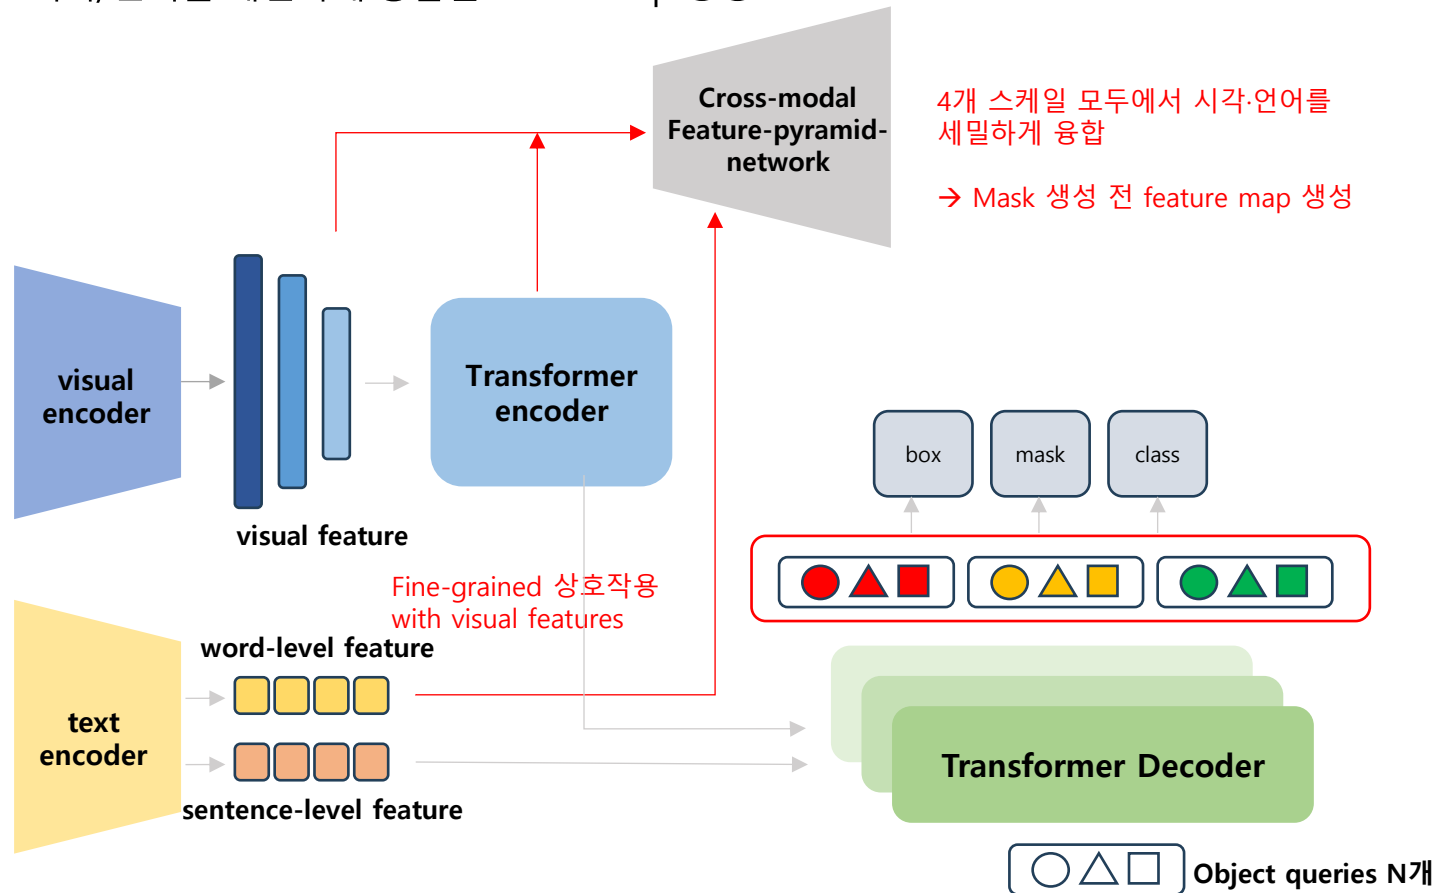 Cross-modal
Feature-pyramid-
network
4개 스케일 모두에서 시각·언어를
세밀하게 융합
→ Mask 생성 전 feature map 생성
visual
encoder
Transformer
encoder
visual feature
box
mask
class
Fine-grained 상호작용
with visual features
word-level feature
text
encoder
sentence-level feature
Transformer Decoder
Object queries N개